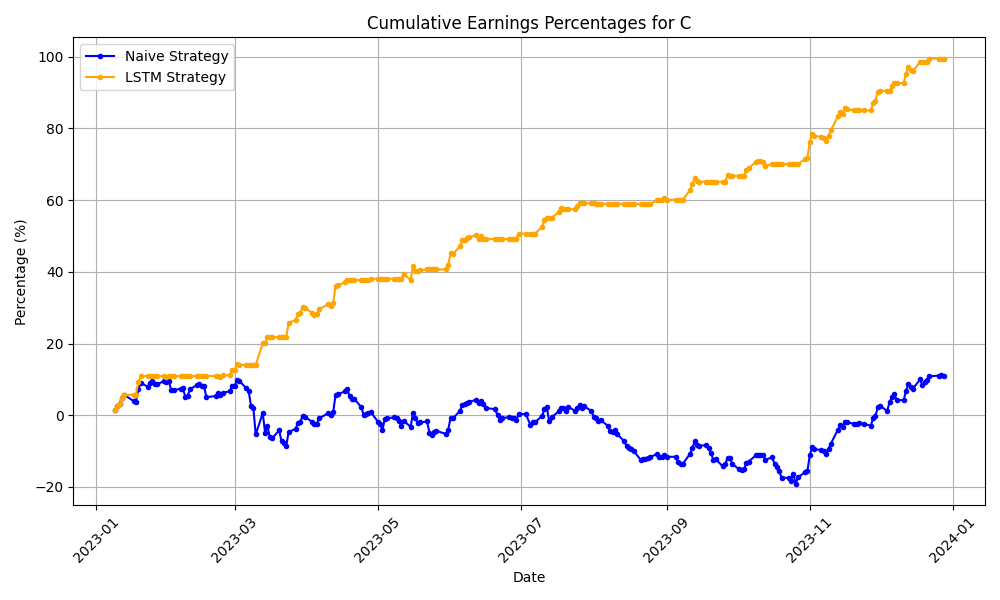 Cumulative Earnings Percentages for C
Naive Strategy
LSTM Strategy
Percentage (%)
100
80
60
40
20
0
−20
2023-01
2023-03
2023-05
2023-07
2023-09
2023-11
2024-01
Date